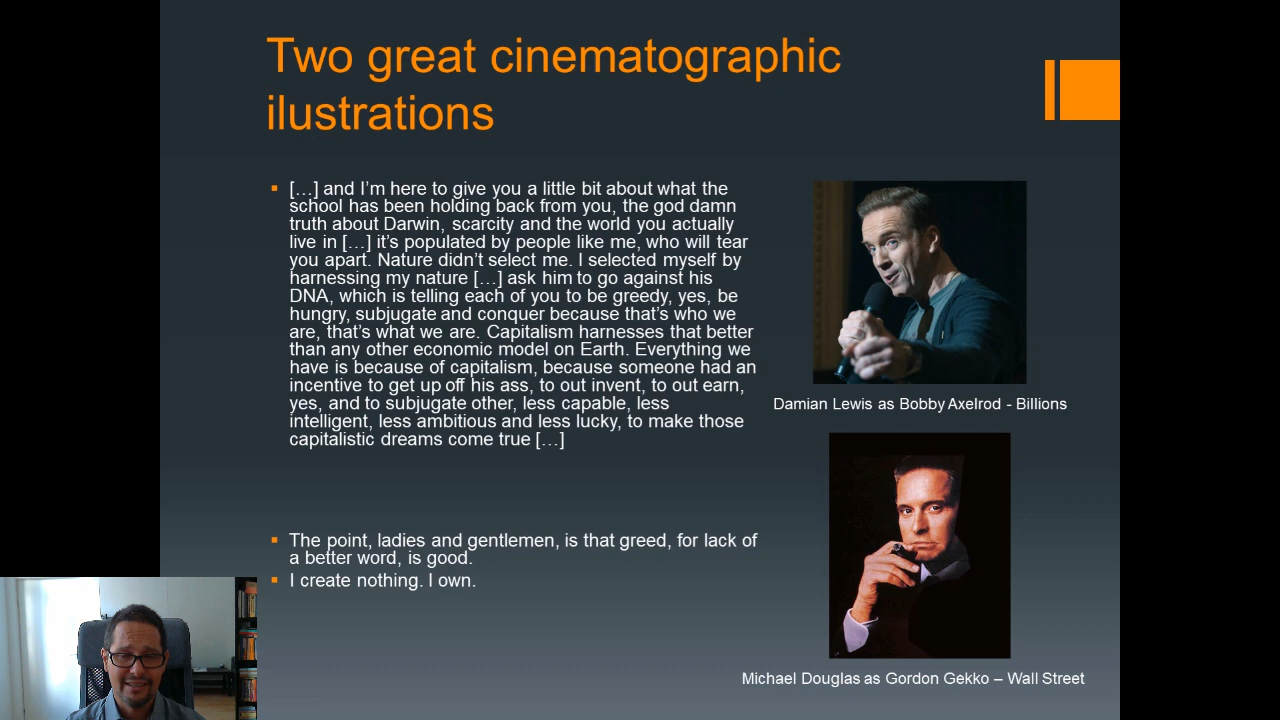 Two great cinematographic
ilustrations
[…] and I’m here to give you a little bit about what the
school has been holding back from you, the god damn
truth about Darwin, scarcity and the world you actually
live in […] it’s populated by people like me, who will tear
you apart. Nature didn’t select me. I selected myself by
harnessing my nature […] ask him to go against his
DNA, which is telling each of you to be greedy, yes, be
hungry, subjugate and conquer because that’s who we
are, that’s what we are. Capitalism harnesses that better
than any other economic model on Earth. Everything we
have is because of capitalism, because someone had an
incentive to get up off his ass, to out invent, to out earn,
yes, and to subjugate other, less capable, less
intelligent, less ambitious and less lucky, to make those
capitalistic dreams come true […]
Damian Lewis as Bobby Axelrod - Billions
The point, ladies and gentlemen, is that greed, for lack of
a better word, is good.
I create nothing. I own.
Michael Douglas as Gordon Gekko – Wall Street